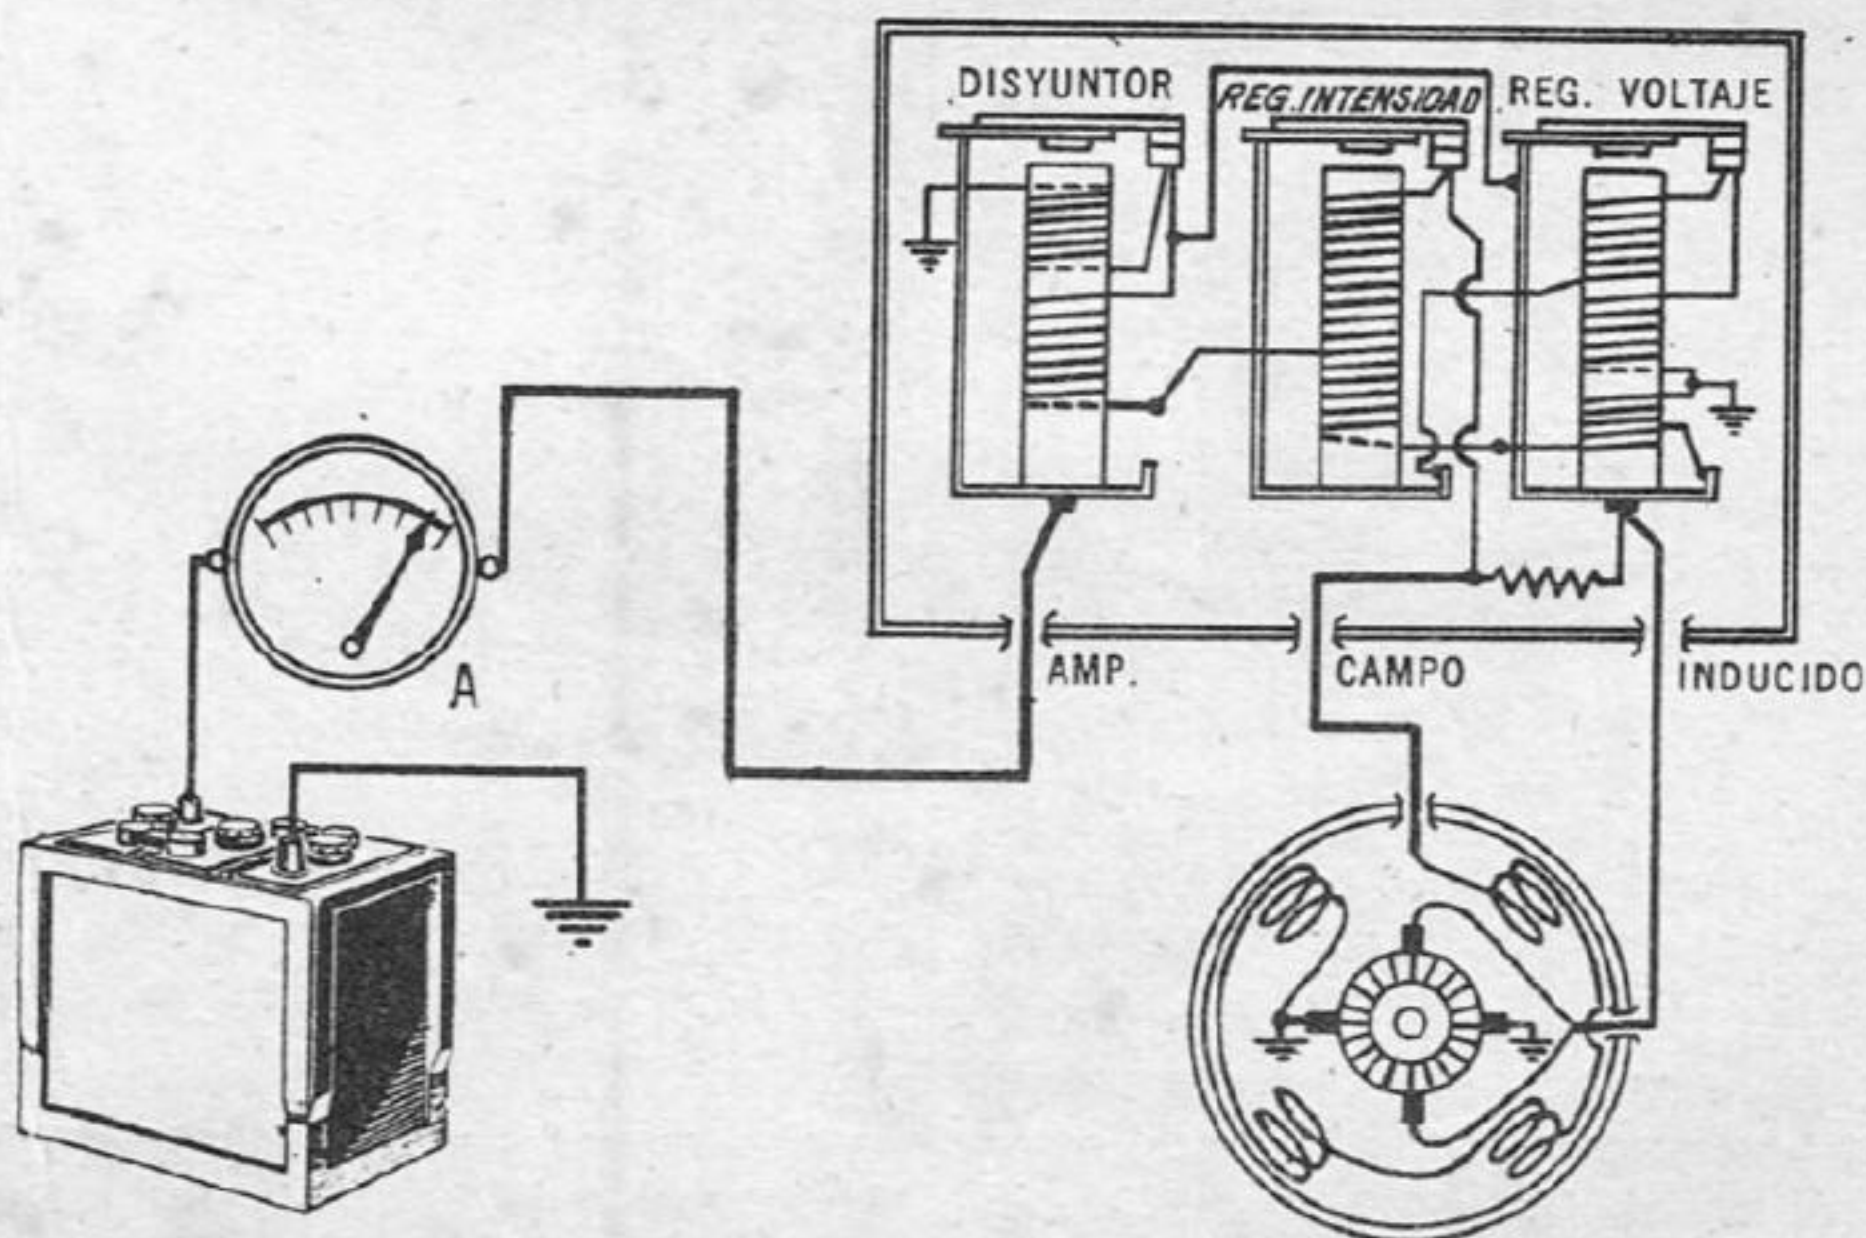 DISYUNTOR
REG. INTENSIDAD
REG. VOLTAJE
A
AMP.
CAMPO
INDUCIDO